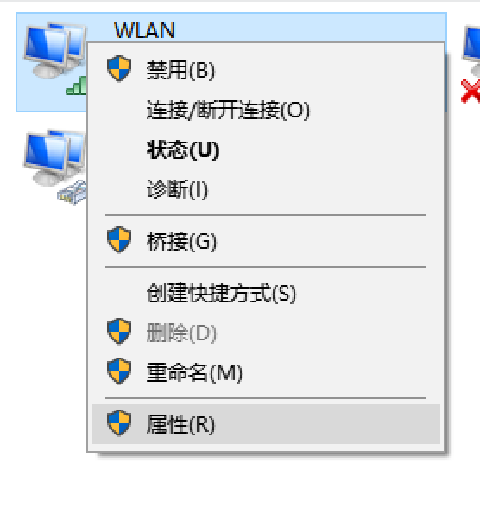 WLAN
禁用(B)
连接/断开连接(O)
状态(U)
诊断(I)
桥接(G)
创建快捷方式(S)
删除(D)
重命名(M)
属性(R)